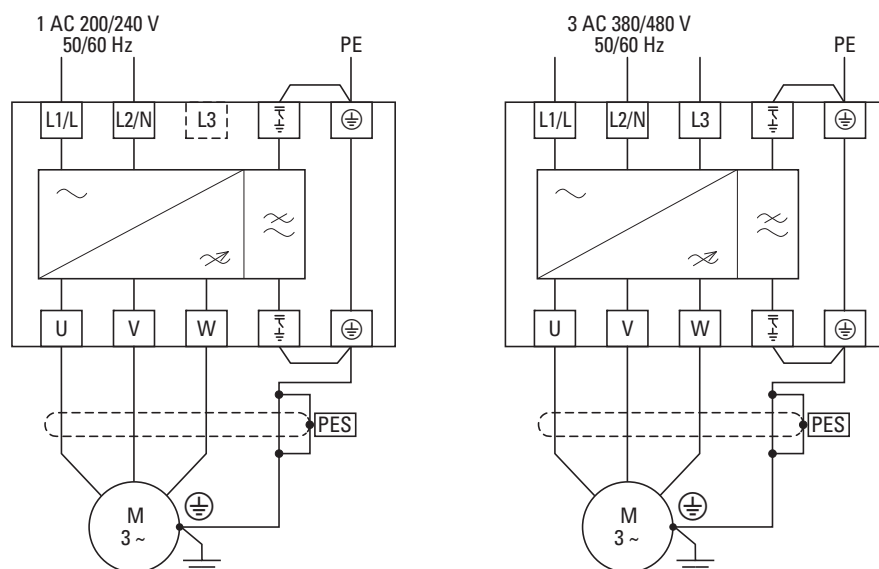 1 AC 200/240 V
50/60 Hz
PE
L1/L L2/N L3
U V W
PES
M
3 ~
3 AC 380/480 V
50/60 Hz
PE
L1/L L2/N L3
U V W
PES
M
3 ~